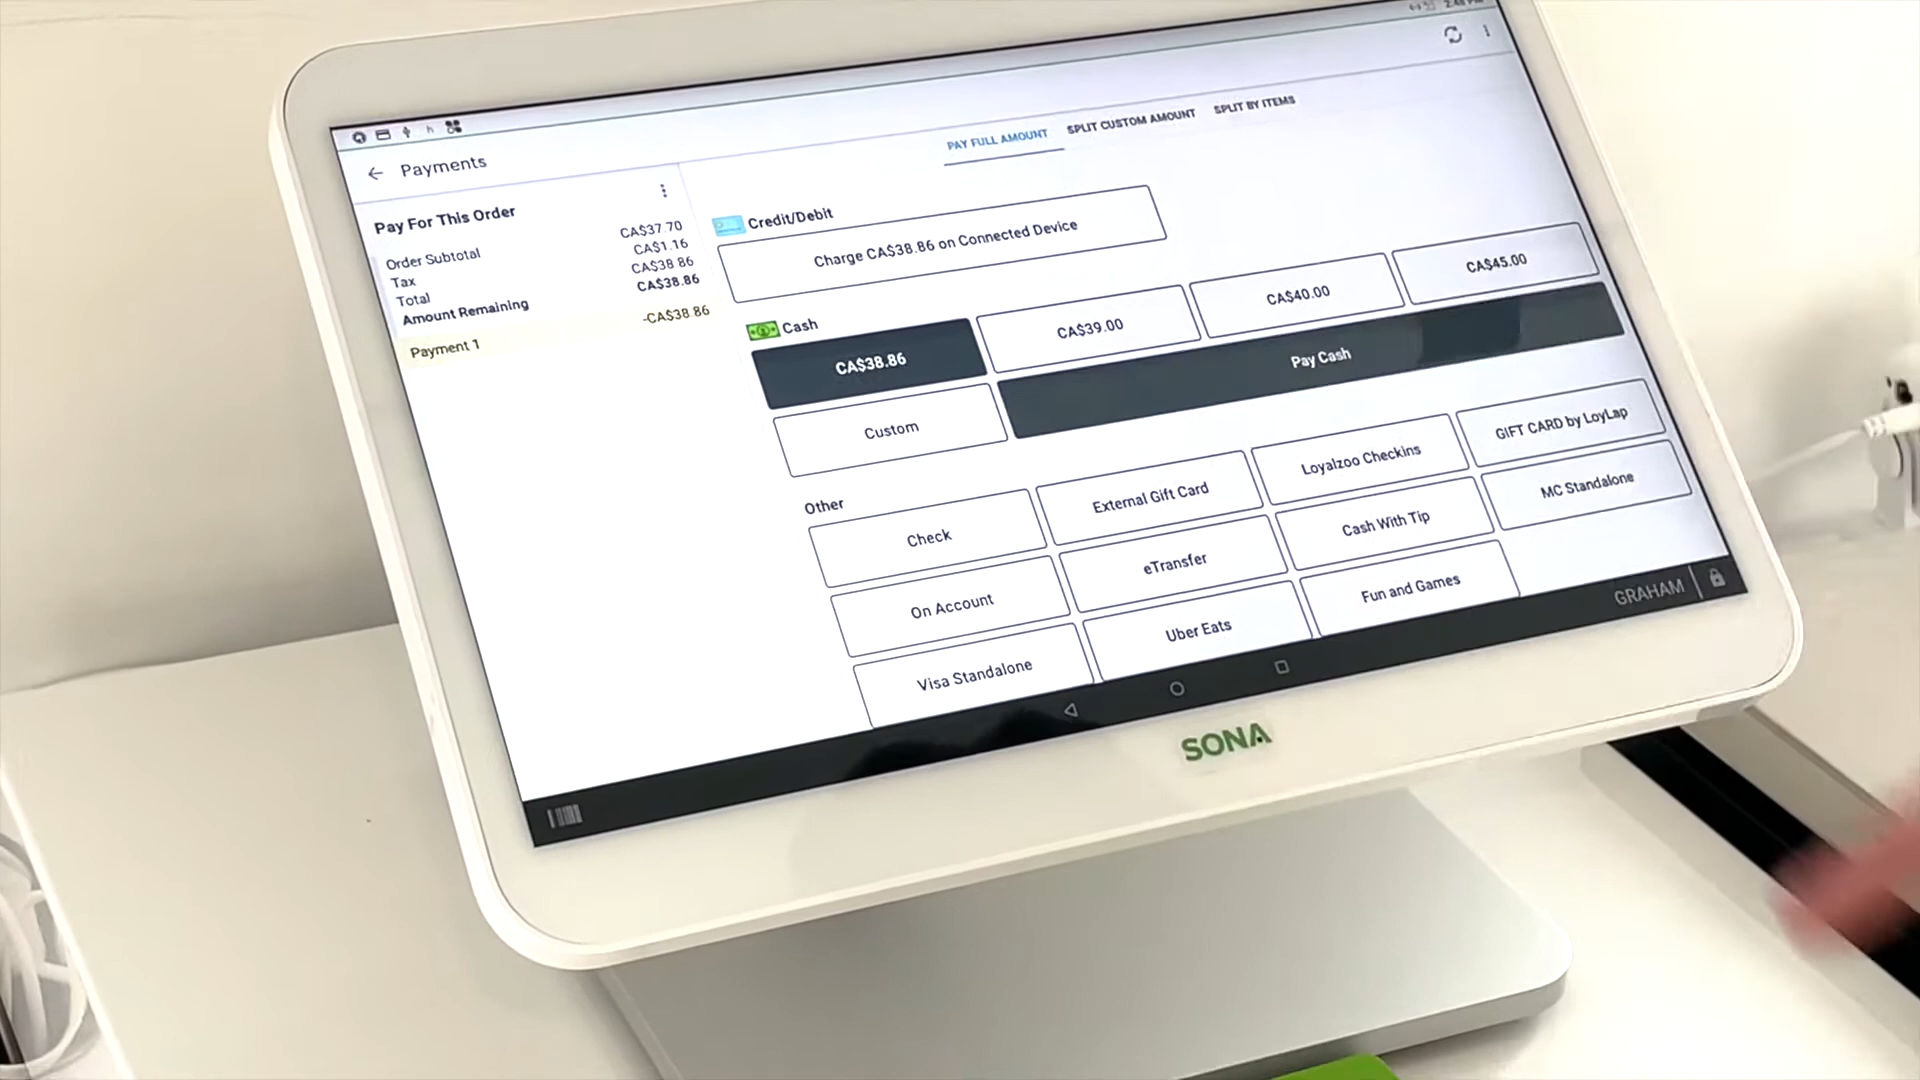 Payments
PAY FULL AMOUNT SPLIT CUSTOM AMOUNT SPLIT BY ITEMS
Pay For This Order
Order Subtotal CA$37.70
Tax CA$1.16
Total CA$38.86
Amount Remaining CA$38.86
Payment 1 -CA$38.86
Credit/Debit
Charge CA$38.86 on Connected Device
Cash
CA$38.86 CA$39.00 CA$40.00 CA$45.00
Custom Pay Cash
Other
Check External Gift Card Loyalzoo Checkins GIFT CARD by LoyLap
On Account eTransfer Cash With Tip MC Standalone
Visa Standalone Uber Eats Fun and Games
GRAHAM
SONA